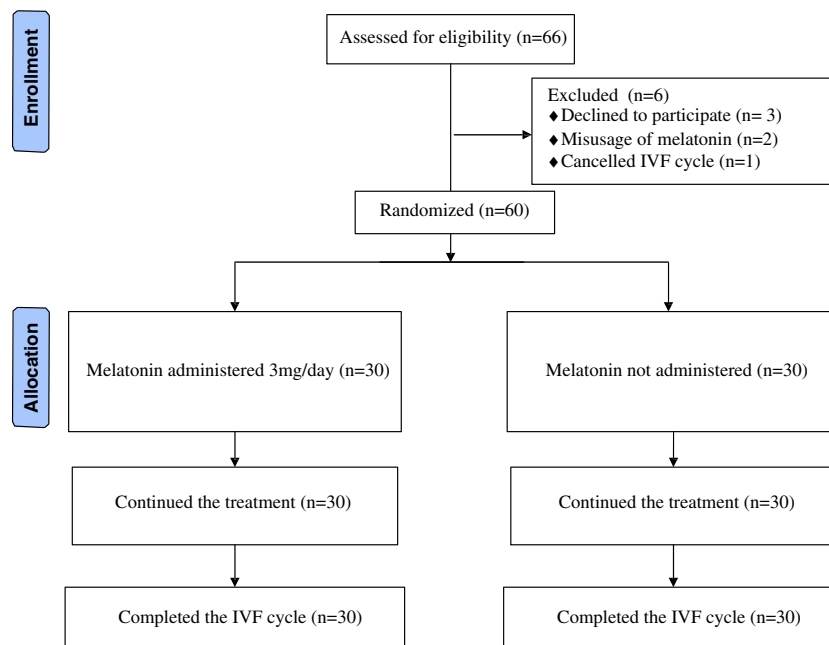 Enrollment
Assessed for eligibility (n=66)
Excluded (n=6)
♦Declined to participate (n= 3)
♦Misusage of melatonin (n=2)
♦Cancelled IVF cycle (n=1)
Randomized (n=60)
Allocation
Melatonin administered 3mg/day (n=30)
Melatonin not administered (n=30)
Continued the treatment (n=30)
Continued the treatment (n=30)
Completed the IVF cycle (n=30)
Completed the IVF cycle (n=30)